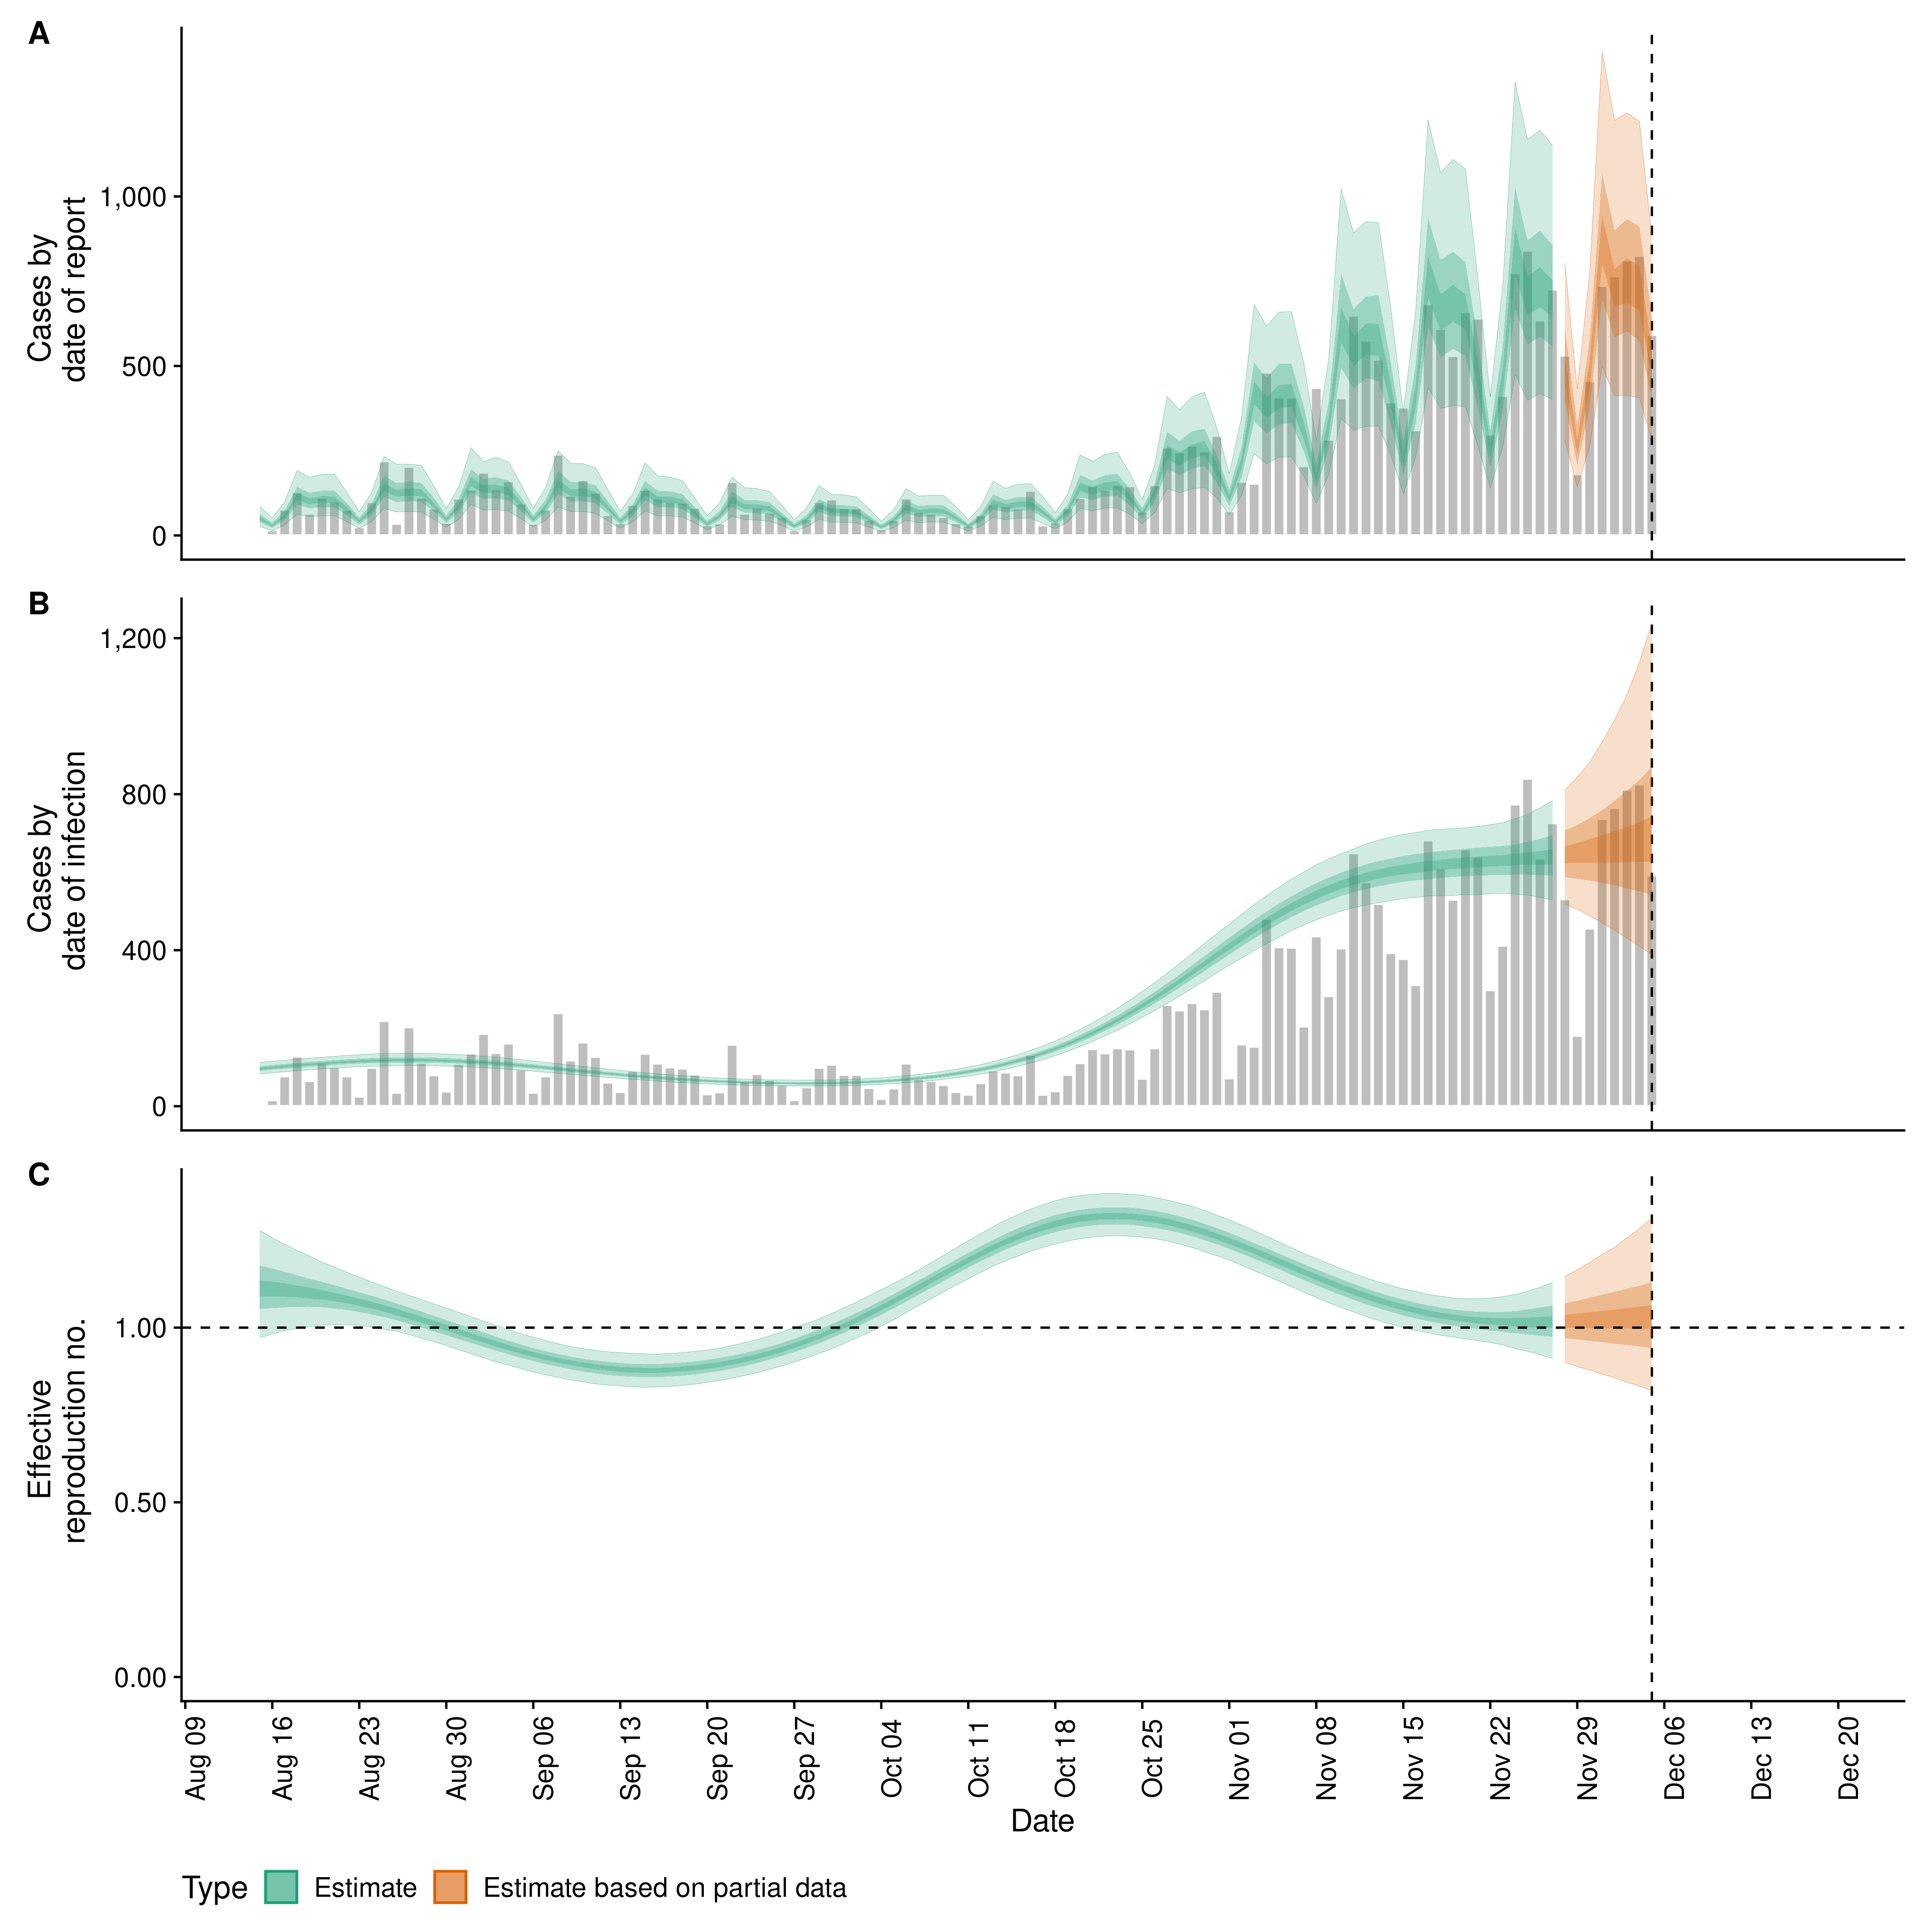 A
Cases by
date of report
1,000
500
0
B
Cases by
date of infection
1,200
800
400
0
C
Effective
reproduction no.
1.00
0.50
0.00
Aug 09
Aug 16
Aug 23
Aug 30
Sep 06
Sep 13
Sep 20
Sep 27
Oct 04
Oct 11
Oct 18
Oct 25
Nov 01
Nov 08
Nov 15
Nov 22
Nov 29
Dec 06
Dec 13
Dec 20
Date
Type Estimate Estimate based on partial data